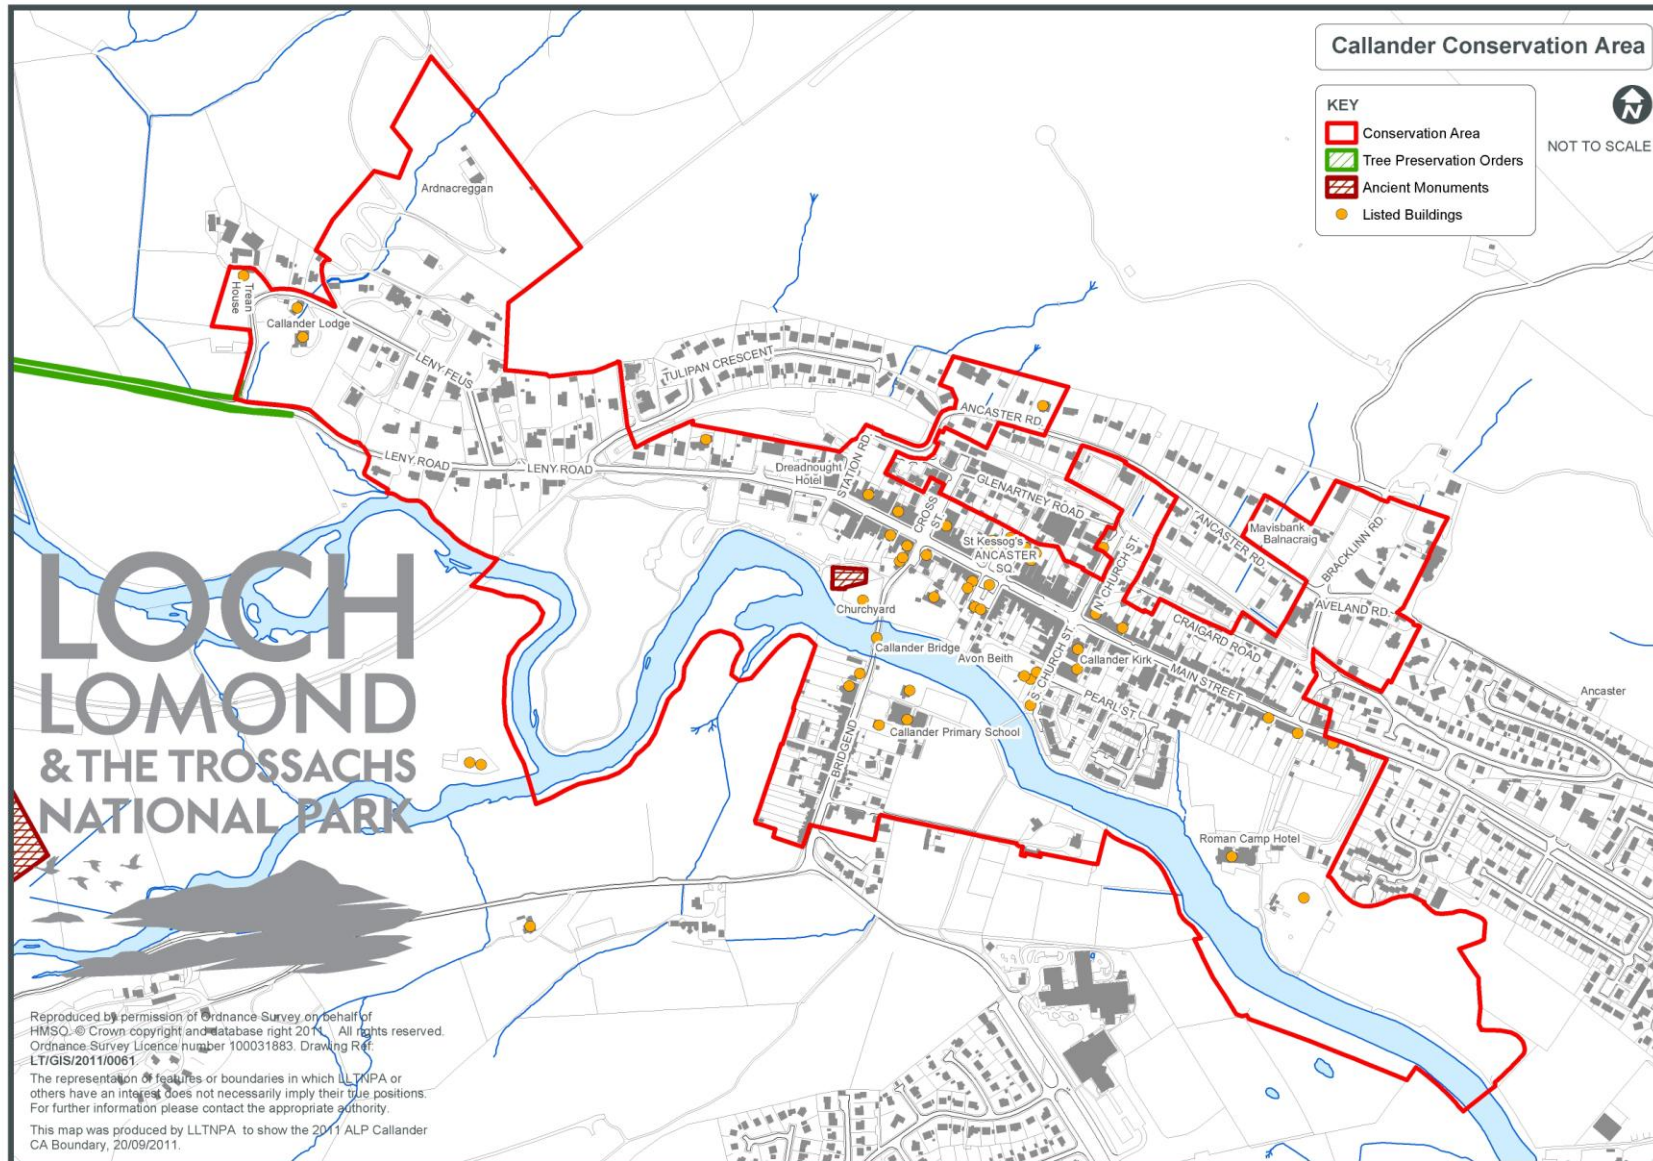 Callander Conservation Area
KEY
Conservation Area
Tree Preservation Orders
Ancient Monuments
Listed Buildings
N
NOT TO SCALE
Ardnacreggan
Trean
House
Callander Lodge
LENY FEUS
TULIPAN CRESCENT
LENY ROAD
LENY ROAD
ANCASTER RD.
Dreadnought
Hotel
STATION RD.
CROSS
ST.
GLENARTNEY ROAD
St Kessog's
ANCASTER
SQ.
N. CHURCH ST.
ANCASTER RD.
Mavisbank
Balnacraig
BRACKLINN RD.
AVELAND RD.
CRAIGARD ROAD
Churchyard
Callander Bridge
Avon Beith
S. CHURCH ST.
Callander Kirk
MAIN STREET
PEARL ST.
Ancaster
BRIDGEND
Callander Primary School
Roman Camp Hotel
LOCH
LOMOND
& THE TROSSACHS
NATIONAL PARK
Reproduced by permission of Ordnance Survey on behalf of
HMSO. © Crown copyright and database right 2011. All rights reserved.
Ordnance Survey Licence number 100031883. Drawing Ref:
LT/GIS/2011/0061
The representation of features or boundaries in which LLTNPA or
others have an interest does not necessarily imply their true positions.
For further information please contact the appropriate authority.
This map was produced by LLTNPA to show the 2011 ALP Callander
CA Boundary, 20/09/2011.